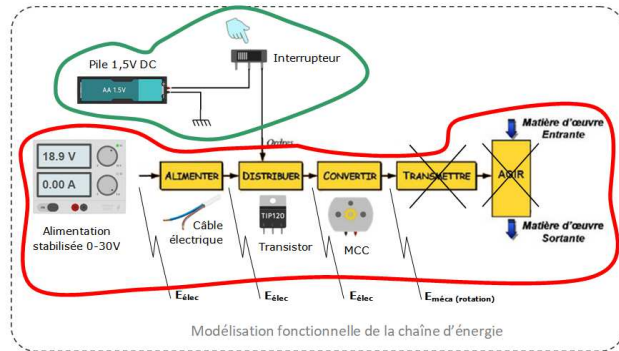 Pile 1,5V DC
AA 1.5V
Interrupteur
Ordres
Matière d'œuvre
Entrante
18.9 V
0.00 A
ALIMENTER
DISTRIBUER
CONVERTIR
TRANSMETTRE
AGIR
Alimentation
stabilisée 0-30V
Câble
électrique
TIP120
Transistor
MCC
Matière d'œuvre
Sortante
Eélec
Eélec
Eélec
Eméca (rotation)
Modélisation fonctionnelle de la chaîne d'énergie